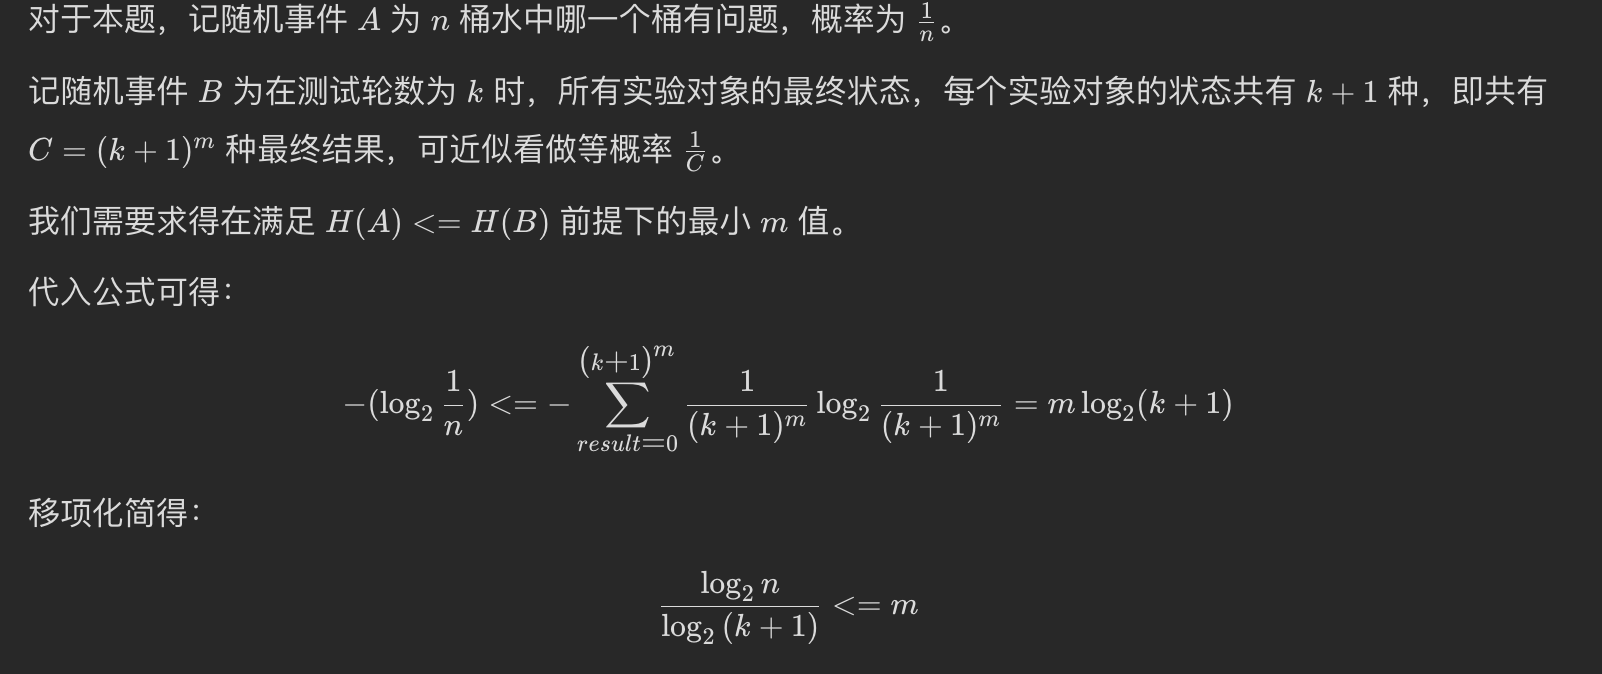 对于本题，记随机事件 A 为 n 桶水中哪一个桶有问题，概率为 $\frac{1}{n}$。
记随机事件 B 为在测试轮数为 k 时，所有实验对象的最终状态，每个实验对象的状态共有 k + 1 种，即共有
$C = (k + 1)^m$ 种最终结果，可近似看做等概率 $\frac{1}{C}$。
我们需要求得在满足 H(A) <= H(B) 前提下的最小 m 值。
代入公式可得：
$-(\log_2 \frac{1}{n}) <= -\sum_{result=0}^{(k+1)^m} \frac{1}{(k+1)^m} \log_2 \frac{1}{(k+1)^m} = m \log_2(k+1)$
移项化简得：
$\frac{\log_2 n}{\log_2 (k+1)} <= m$